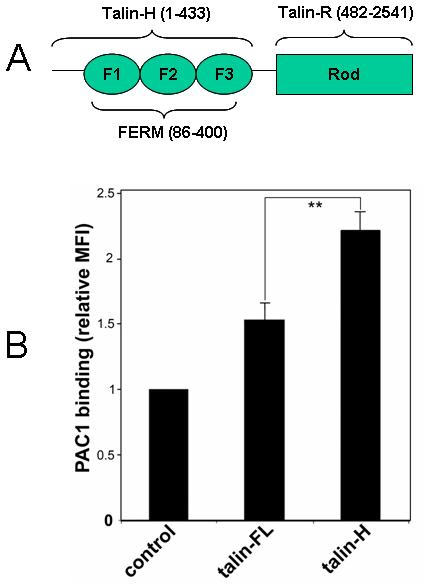 A
Talin-H (1-433)
Talin-R (482-2541)
F1
F2
F3
Rod
FERM (86-400)
B
PAC1 binding (relative MFI)
2.5
2
1.5
1
0.5
0
**
control
talin-FL
talin-H